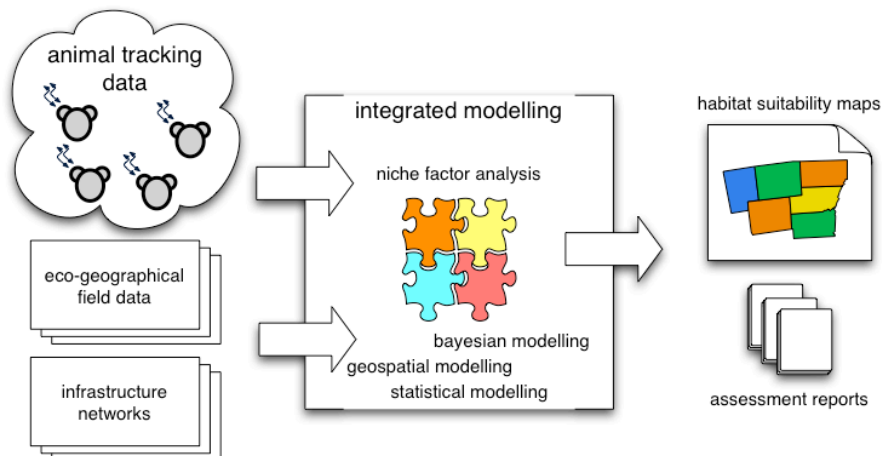 animal tracking
data
eco-geographical
field data
infrastructure
networks
integrated modelling
niche factor analysis
bayesian modelling
geospatial modelling
statistical modelling
habitat suitability maps
assessment reports